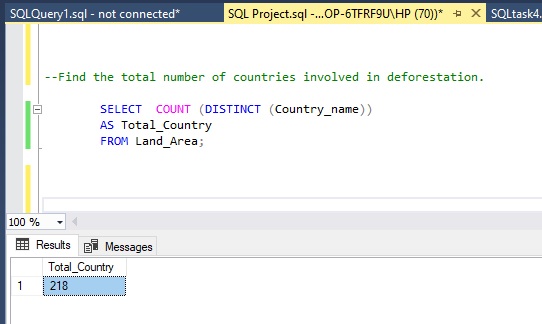 SQLQuery1.sql - not connected* SQL Project.sql -...OP-6TFRF9U\HP (70))* SQLtask4.
--Find the total number of countries involved in deforestation.
SELECT COUNT (DISTINCT (Country_name))
AS Total_Country
FROM Land_Area;
100 %
Results Messages
Total_Country
1 218